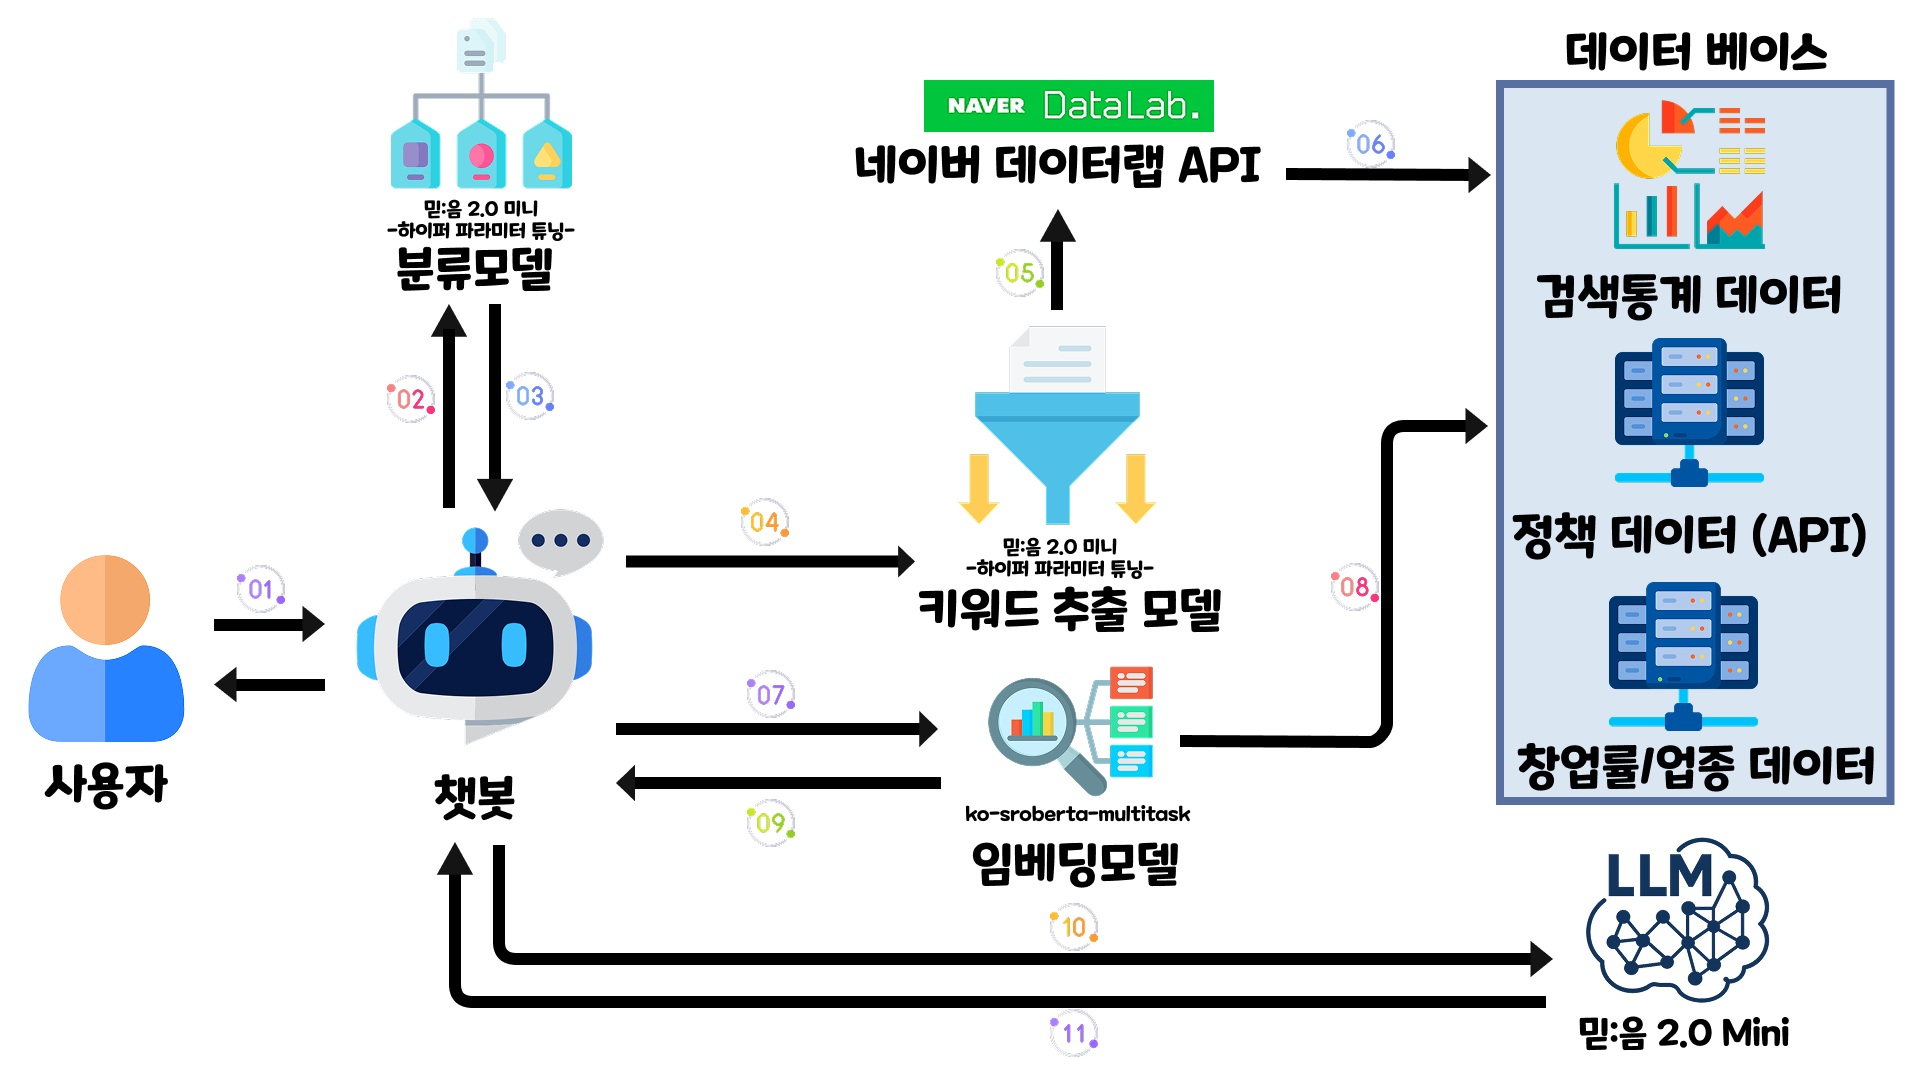 데이터 베이스
NAVER DataLab.
네이버 데이터랩 API
06
검색통계 데이터
믿:음 2.0 미니
-하이퍼 파라미터 튜닝-
분류모델
05
02
03
정책 데이터 (API)
04
믿:음 2.0 미니
-하이퍼 파라미터 튜닝-
키워드 추출 모델
01
08
07
사용자
챗봇
09
ko-sroberta-multitask
임베딩모델
창업률/업종 데이터
10
LLM
11
믿:음 2.0 Mini